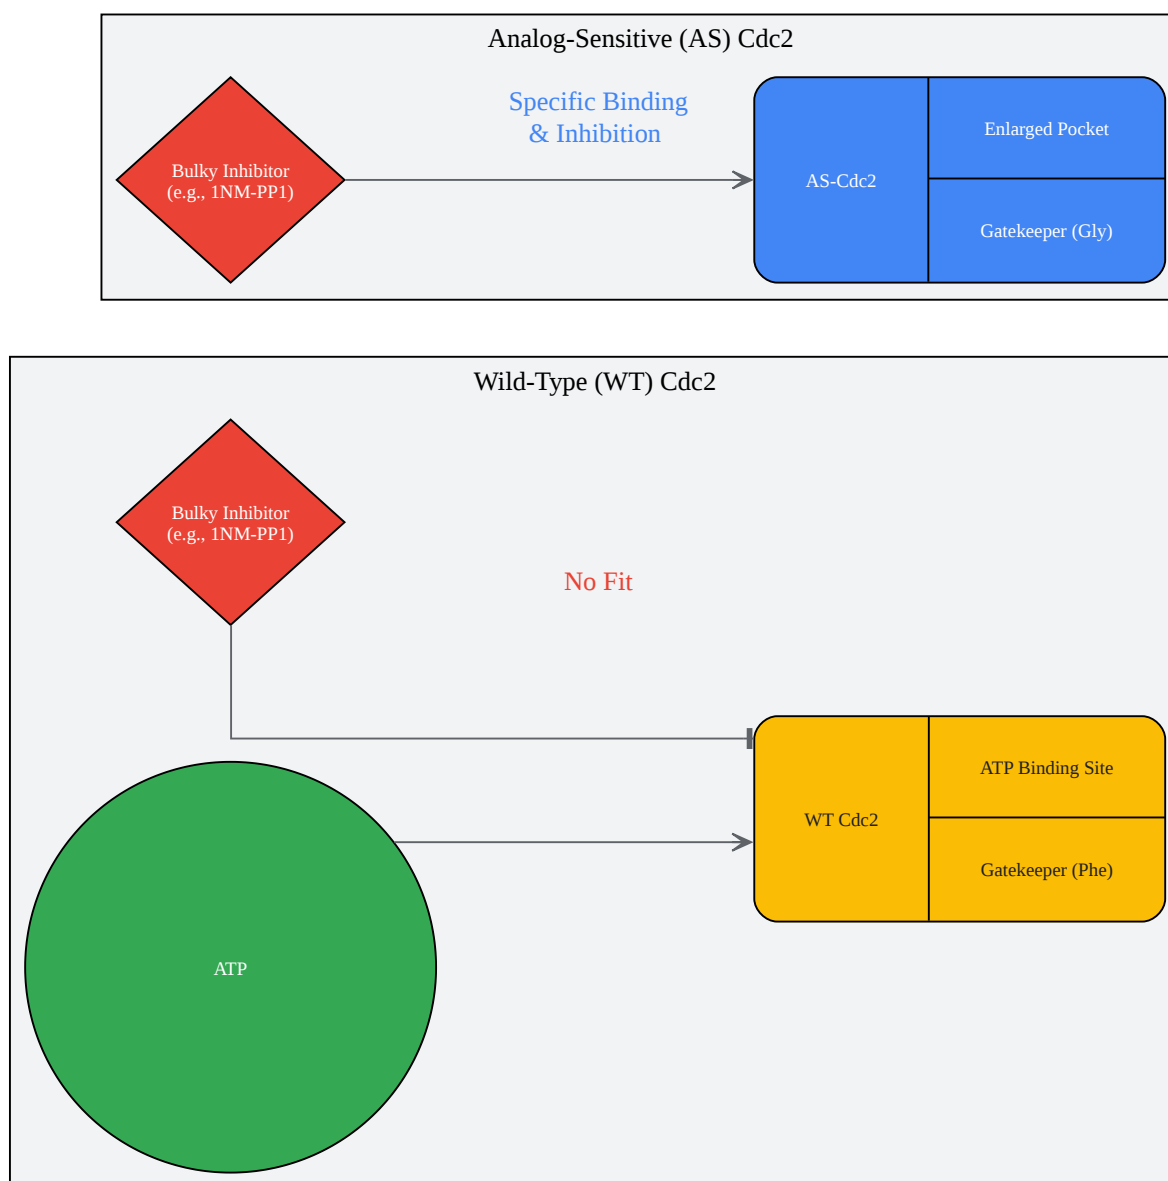 Analog-Sensitive (AS) Cdc2
Specific Binding
& Inhibition
Bulky Inhibitor
(e.g., 1NM-PP1)
AS-Cdc2
Enlarged Pocket
Gatekeeper (Gly)
Wild-Type (WT) Cdc2
Bulky Inhibitor
(e.g., 1NM-PP1)
No Fit
WT Cdc2
ATP Binding Site
Gatekeeper (Phe)
ATP